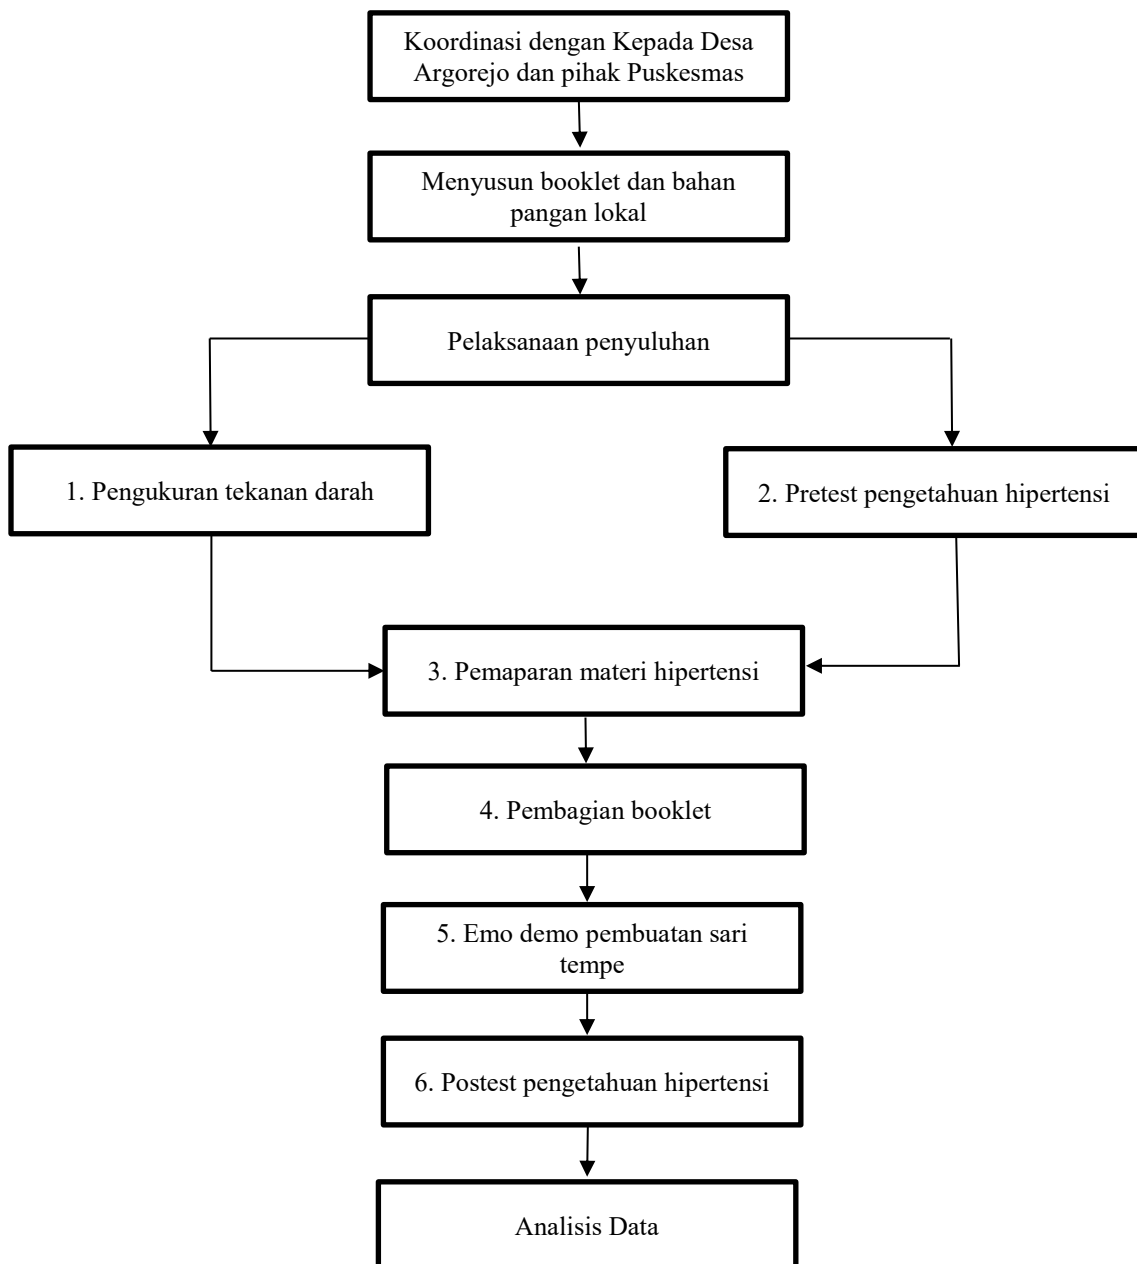 Koordinasi dengan Kepada Desa
Argorejo dan pihak Puskesmas
Menyusun booklet dan bahan
pangan lokal
Pelaksanaan penyuluhan
1. Pengukuran tekanan darah
2. Pretest pengetahuan hipertensi
3. Pemaparan materi hipertensi
4. Pembagian booklet
5. Emo demo pembuatan sari
tempe
6. Postest pengetahuan hipertensi
Analisis Data